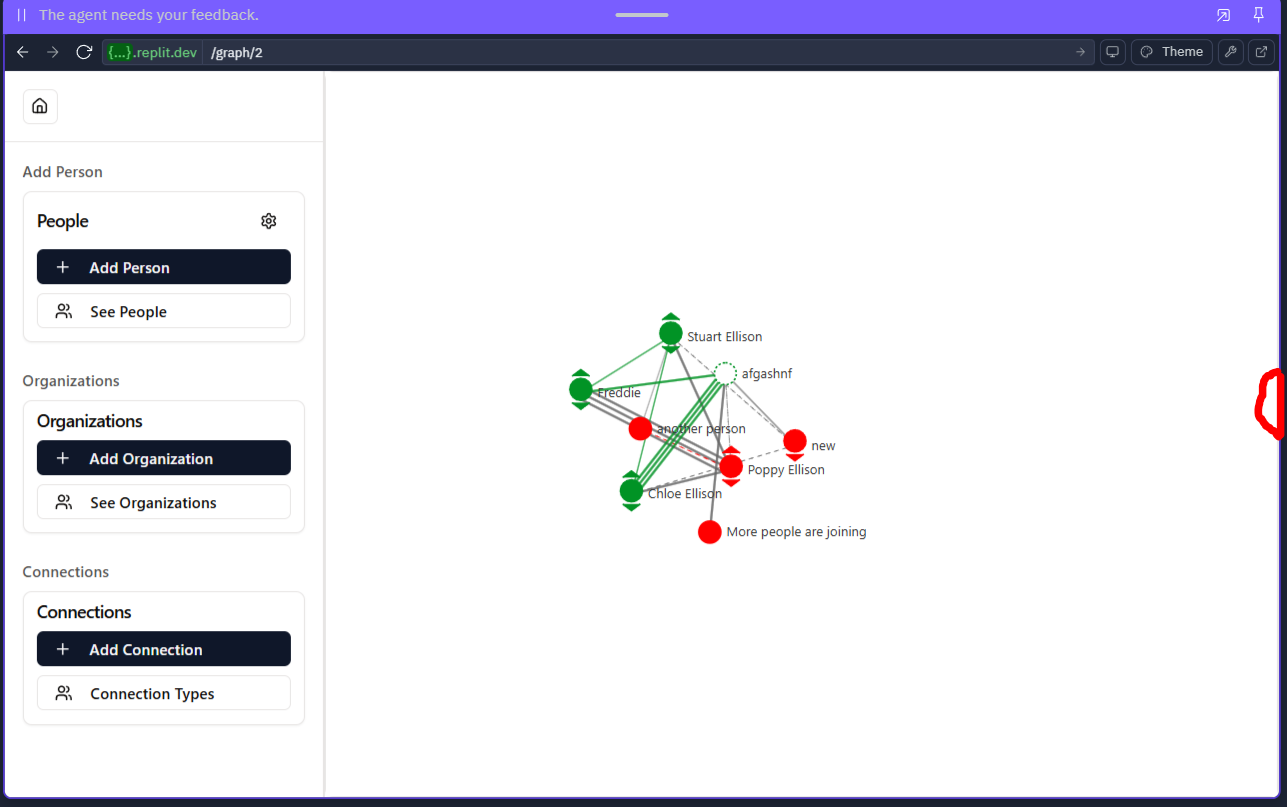 The agent needs your feedback.
{...}.replit.dev /graph/2
Theme
Add Person
People
Add Person
See People
Organizations
Organizations
Add Organization
See Organizations
Connections
Connections
Add Connection
Connection Types
Stuart Ellison
afgashnf
Freddie
another person
new
Poppy Ellison
Chloe Ellison
More people are joining